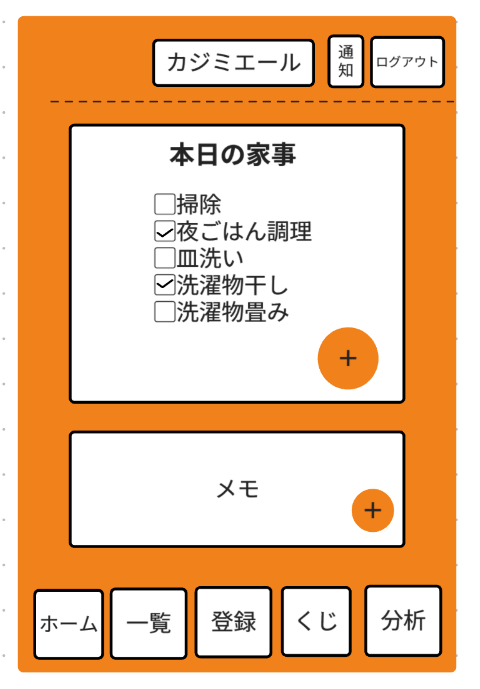 カジミエール
通
知
ログアウト
本日の家事
掃除
夜ごはん調理
皿洗い
洗濯物干し
洗濯物畳み
+
メモ
+
ホーム
一覧
登録
くじ
分析